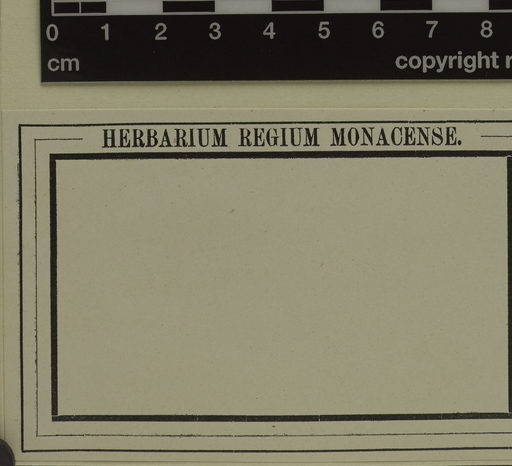 0 1 2 3 4 5 6 7 8
cm copyright
HERBARIUM REGIUM MONACENSE.